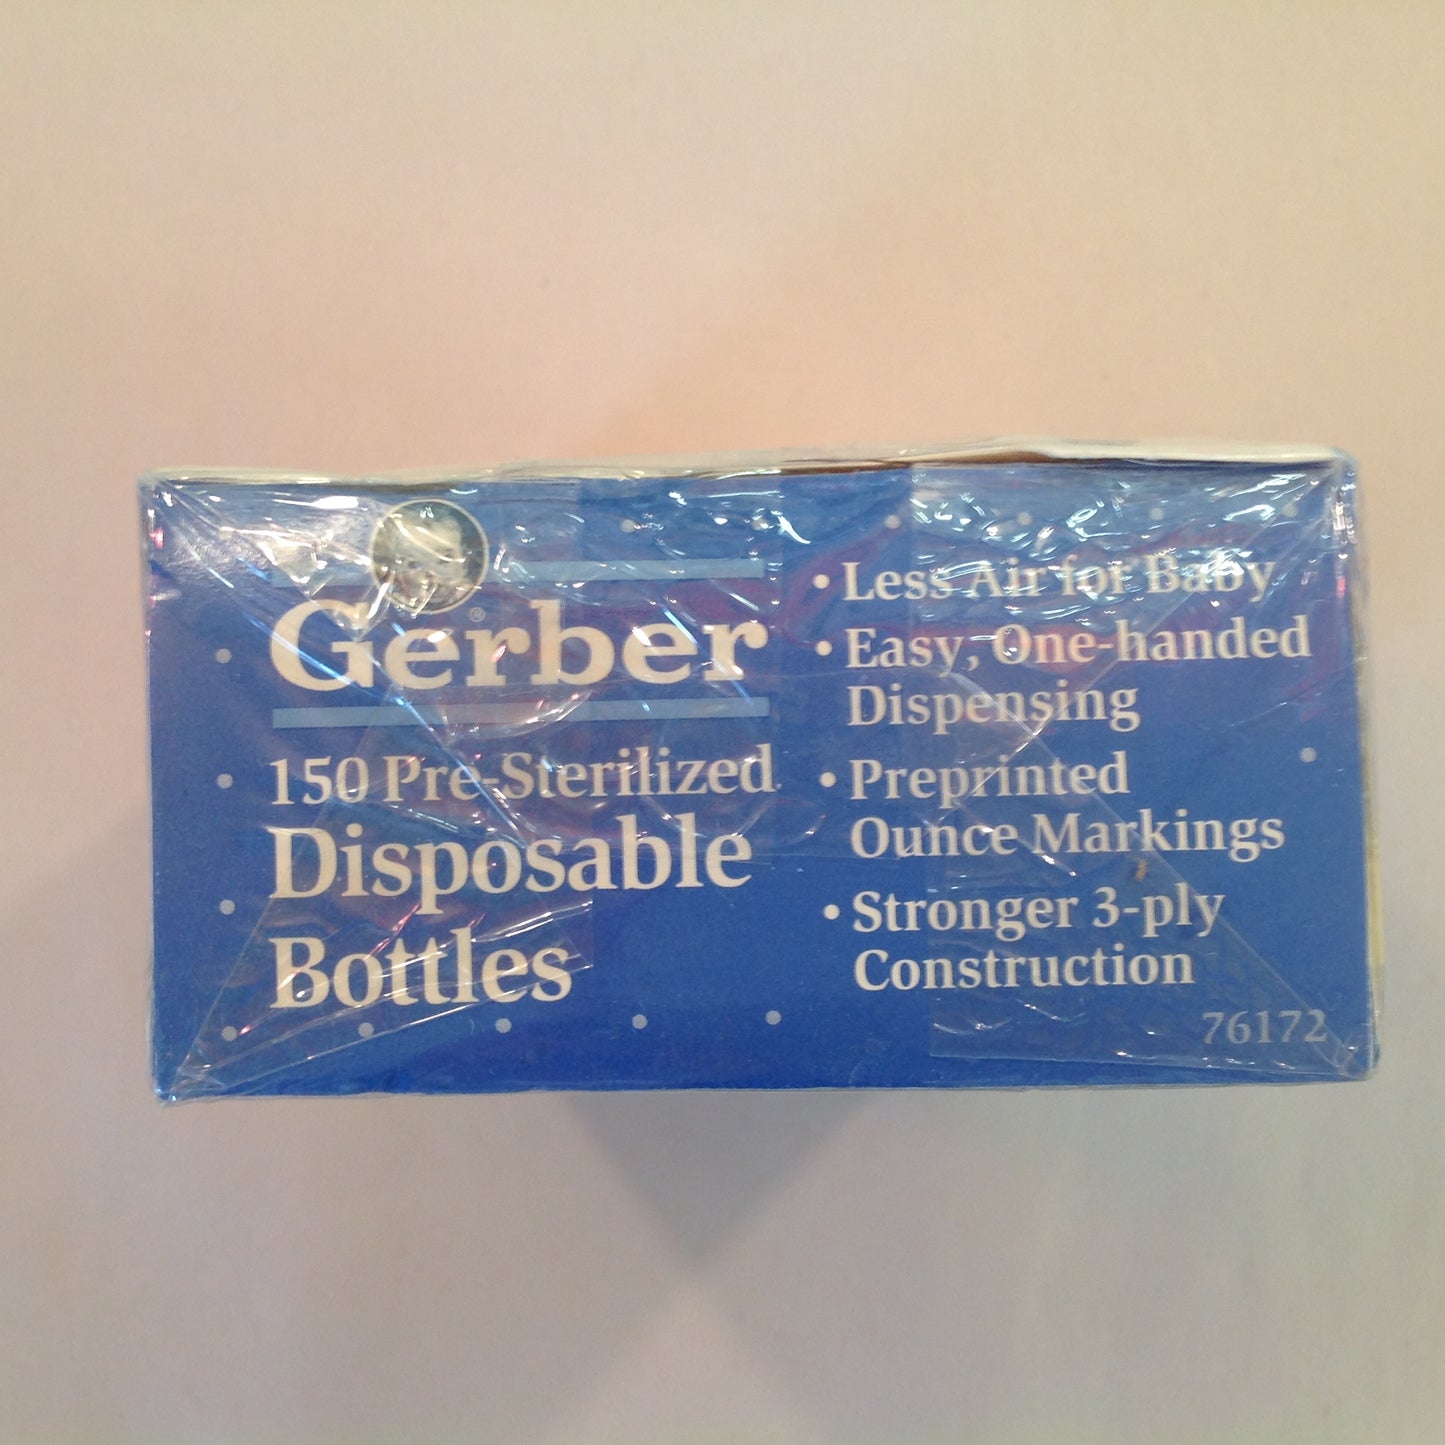 Gerber®
150 Pre-Sterilized
Disposable
Bottles
• Less Air for Baby
• Easy, One-handed
Dispensing
• Preprinted
Ounce Markings
• Stronger 3-ply
Construction
76172